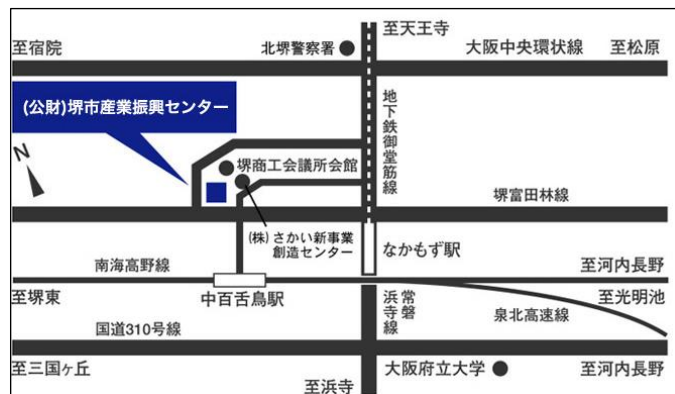 至天王寺
至宿院
北堺警察署
大阪中央環状線
至松原
(公財)堺市産業振興センター
地下鉄御堂筋線
N
堺商工会議所会館
堺富田林線
(株)さかい新事業
創造センター
なかもず駅
南海高野線
至河内長野
至堺東
中百舌鳥駅
常磐
浜寺線
至光明池
泉北高速線
国道310号線
至三国ヶ丘
大阪府立大学
至河内長野
至浜寺